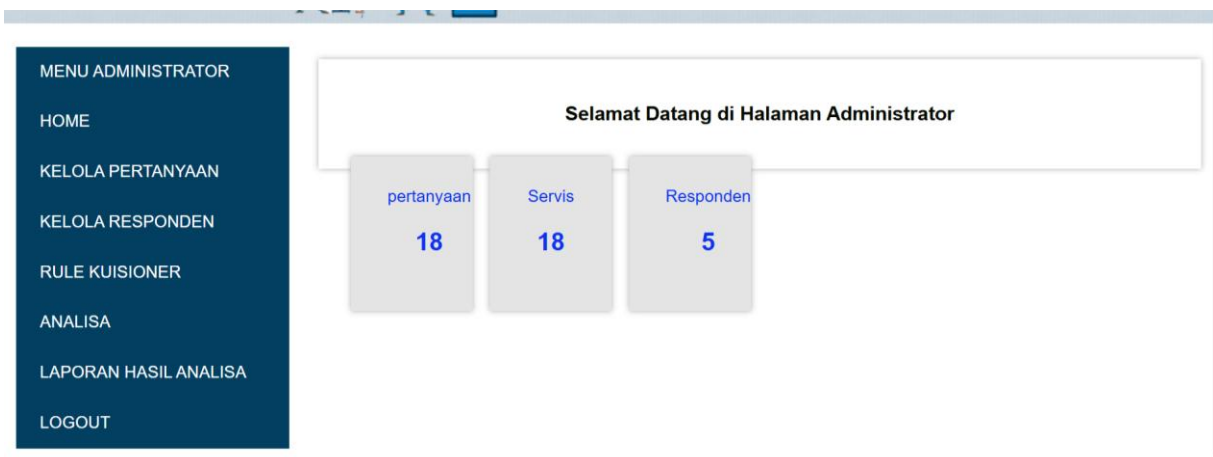 MENU ADMINISTRATOR
HOME
KELOLA PERTANYAAN
KELOLA RESPONDEN
RULE KUISIONER
ANALISA
LAPORAN HASIL ANALISA
LOGOUT
Selamat Datang di Halaman Administrator
pertanyaan
18
Servis
18
Responden
5